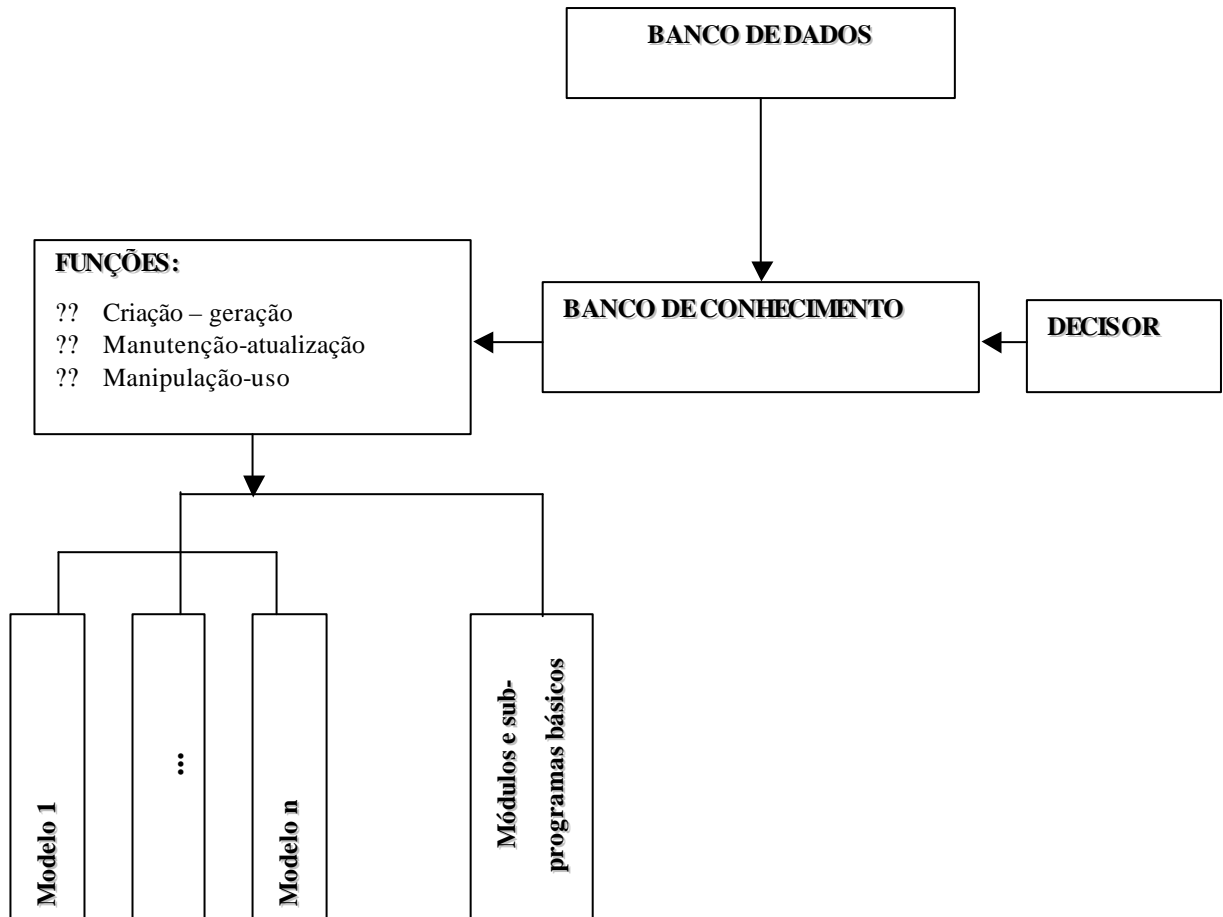 BANCO DE DADOS
FUNÇÕES:
?? Criação – geração
?? Manutenção-atualização
?? Manipulação-uso
BANCO DE CONHECIMENTO
DECISOR
Modelo 1
...
Modelo n
Módulos e sub-
programas básicos